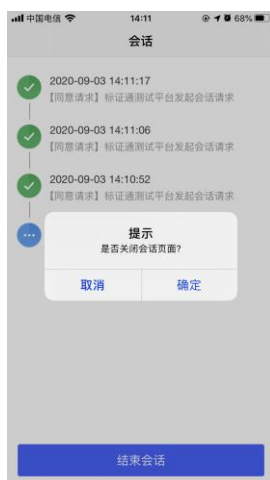 中国电信 14:11 68%
会话
2020-09-03 14:11:17
【同意请求】标证通测试平台发起会话请求
2020-09-03 14:11:06
【同意请求】标证通测试平台发起会话请求
2020-09-03 14:10:52
【同意请求】标证通测试平台发起会话请求
提示
是否关闭会话页面?
取消 确定
结束会话